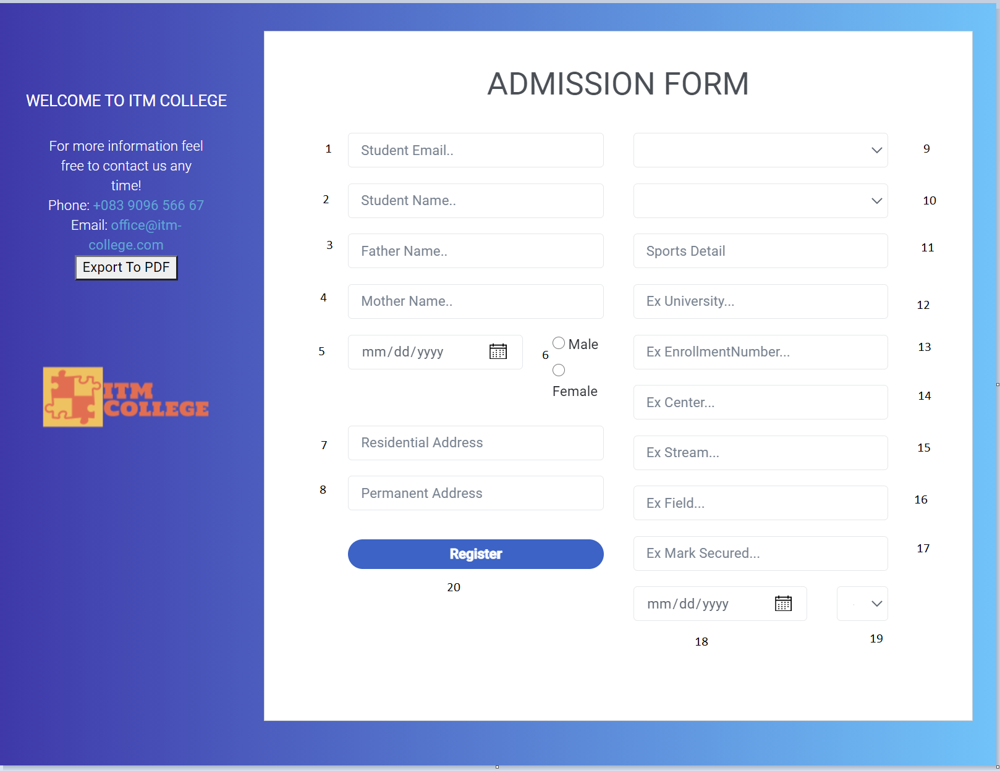 WELCOME TO ITM COLLEGE
For more information feel
free to contact us any
time!
Phone: +083 9096 566 67
Email: office@itm-
college.com
Export To PDF
ITM
COLLEGE
ADMISSION FORM
1
Student Email..
2
Student Name..
3
Father Name..
4
Mother Name..
5
mm/dd/yyyy
6
Male
Female
7
Residential Address
8
Permanent Address
Register
20
9
10
Sports Detail
11
Ex University...
12
Ex EnrollmentNumber...
13
Ex Center...
14
Ex Stream...
15
Ex Field...
16
Ex Mark Secured...
17
mm/dd/yyyy
18
19